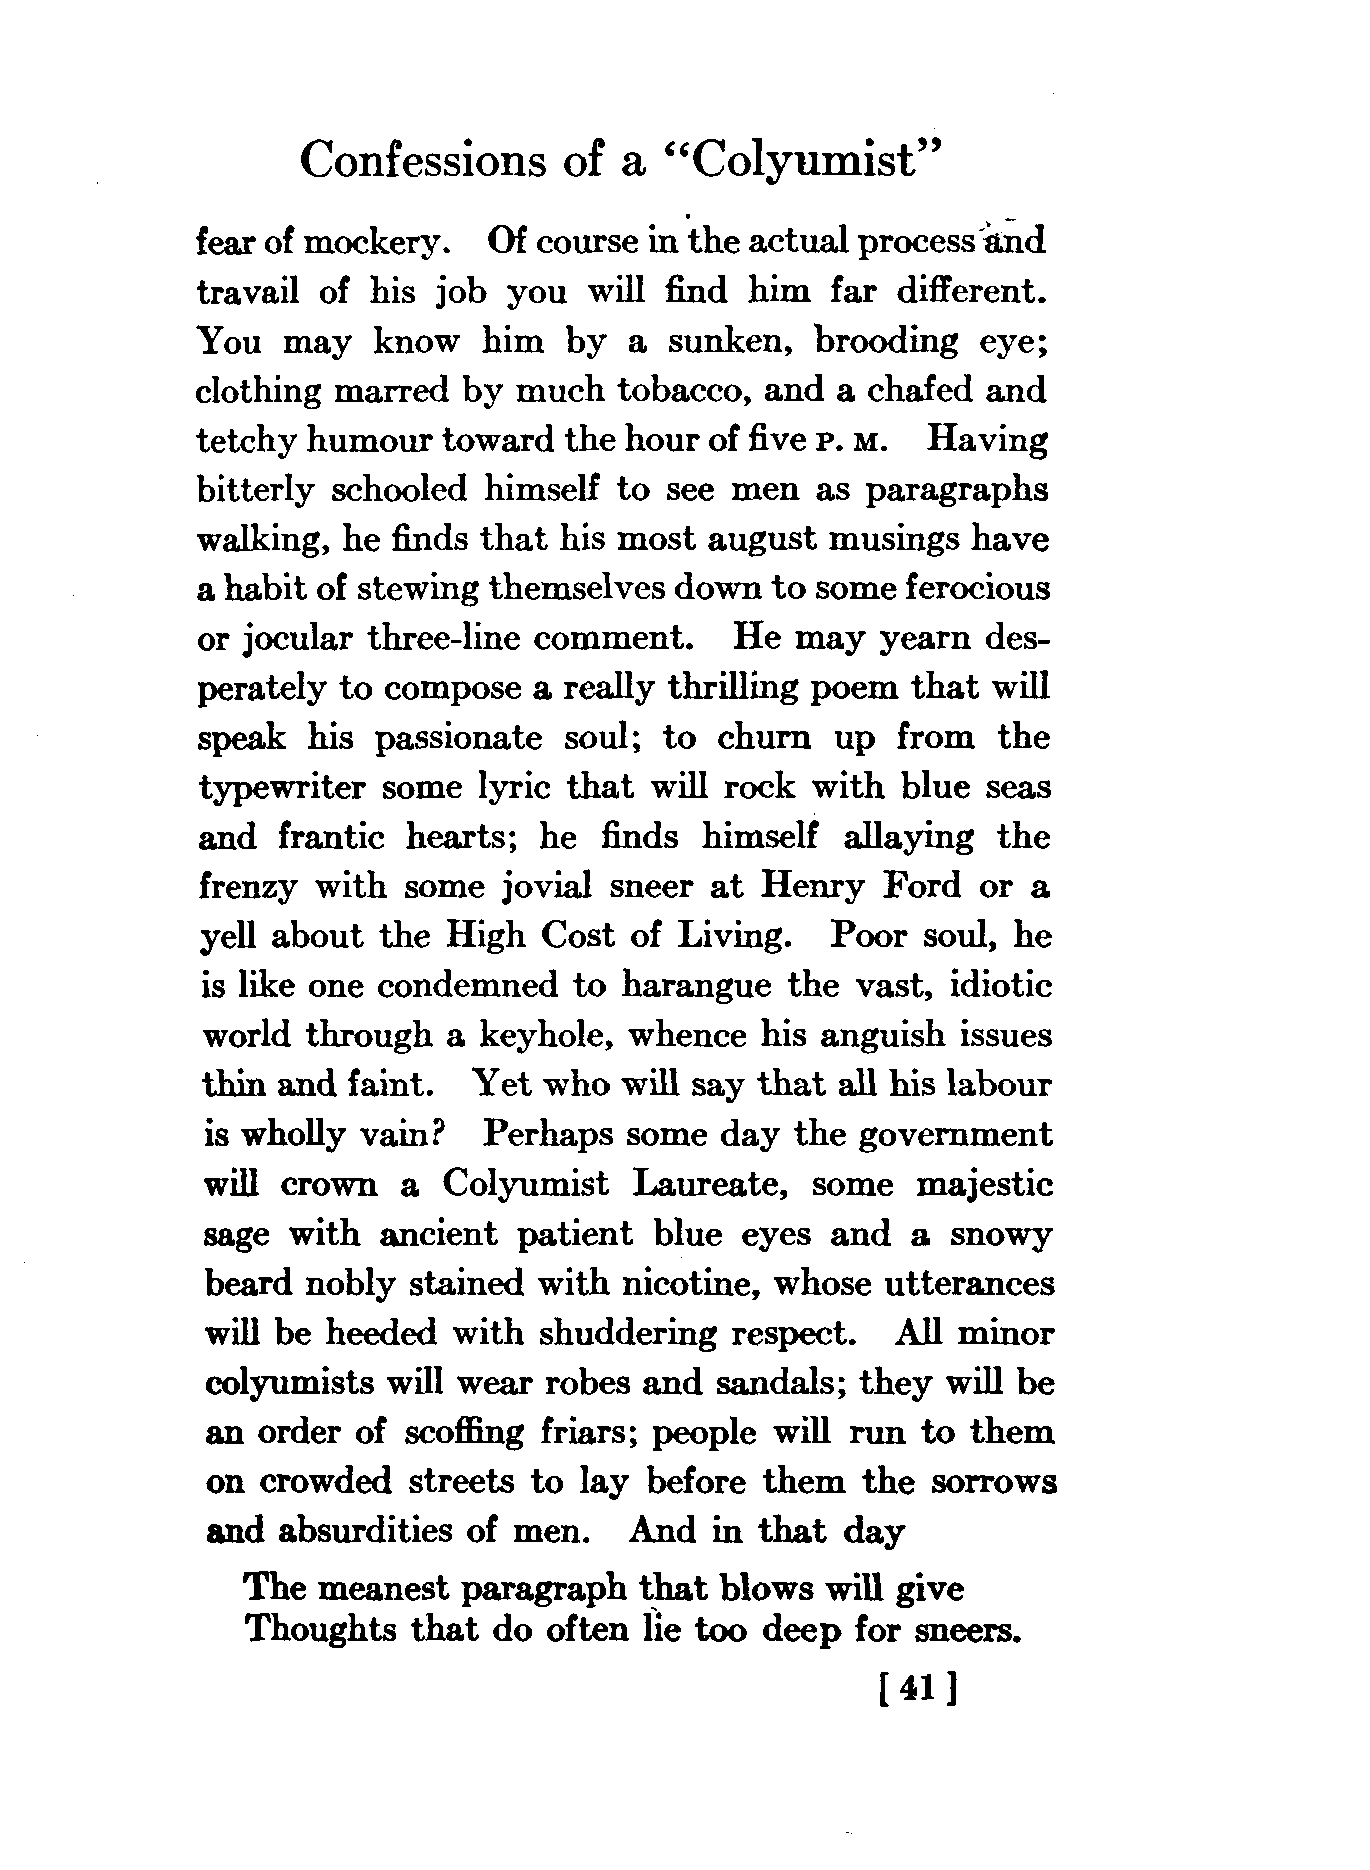 Confessions of a “Colyumist”
fear of mockery. Of course in the actual process and
travail of his job you will find him far different.
You may know him by a sunken, brooding eye;
clothing marred by much tobacco, and a chafed and
tetchy humour toward the hour of five P. M. Having
bitterly schooled himself to see men as paragraphs
walking, he finds that his most august musings have
a habit of stewing themselves down to some ferocious
or jocular three-line comment. He may yearn des-
perately to compose a really thrilling poem that will
speak his passionate soul; to churn up from the
typewriter some lyric that will rock with blue seas
and frantic hearts; he finds himself allaying the
frenzy with some jovial sneer at Henry Ford or a
yell about the High Cost of Living. Poor soul, he
is like one condemned to harangue the vast, idiotic
world through a keyhole, whence his anguish issues
thin and faint. Yet who will say that all his labour
is wholly vain? Perhaps some day the government
will crown a Colyumist Laureate, some majestic
sage with ancient patient blue eyes and a snowy
beard nobly stained with nicotine, whose utterances
will be heeded with shuddering respect. All minor
colyumists will wear robes and sandals; they will be
an order of scoffing friars; people will run to them
on crowded streets to lay before them the sorrows
and absurdities of men. And in that day
The meanest paragraph that blows will give
Thoughts that do often lie too deep for sneers.
[ 41 ]